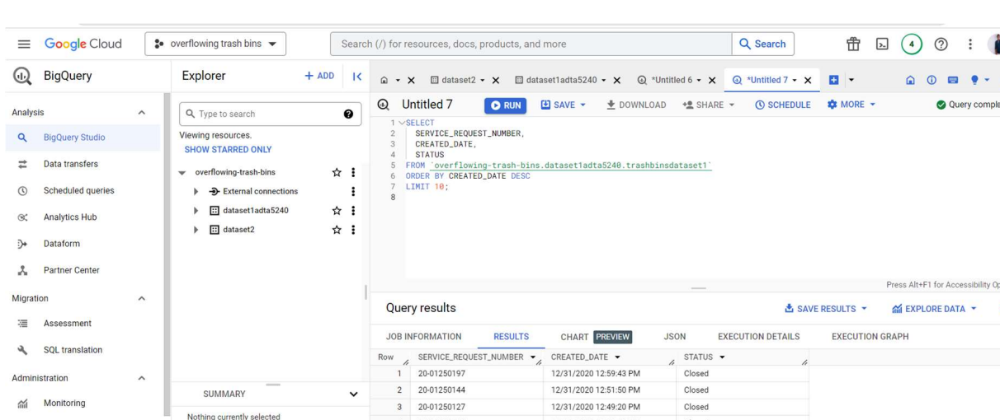 Google Cloud
overflowing trash bins
Search (/) for resources, docs, products, and more
Search
4
BigQuery
Analysis
BigQuery Studio
Data transfers
Scheduled queries
Analytics Hub
Dataform
Partner Center
Migration
Assessment
SQL translation
Administration
Monitoring
Explorer
+ ADD
Type to search
Viewing resources.
SHOW STARRED ONLY
overflowing-trash-bins
External connections
dataset1adta5240
dataset2
SUMMARY
Nothing currently selected
dataset2
dataset1adta5240
*Untitled 6
*Untitled 7
Untitled 7
RUN
SAVE
DOWNLOAD
SHARE
SCHEDULE
MORE
Query comple
1 SELECT
2 SERVICE_REQUEST_NUMBER,
3 CREATED_DATE,
4 STATUS
5 FROM `overflowing-trash-bins.dataset1adta5240.trashbinsdataset1`
6 ORDER BY CREATED_DATE DESC
7 LIMIT 10;
8
Press Alt+F1 for Accessibility Op
Query results
SAVE RESULTS
EXPLORE DATA
JOB INFORMATION RESULTS CHART PREVIEW JSON EXECUTION DETAILS EXECUTION GRAPH
Row SERVICE_REQUEST_NUMBER CREATED_DATE STATUS
1 20-01250197 12/31/2020 12:59:43 PM Closed
2 20-01250144 12/31/2020 12:51:50 PM Closed
3 20-01250127 12/31/2020 12:49:20 PM Closed